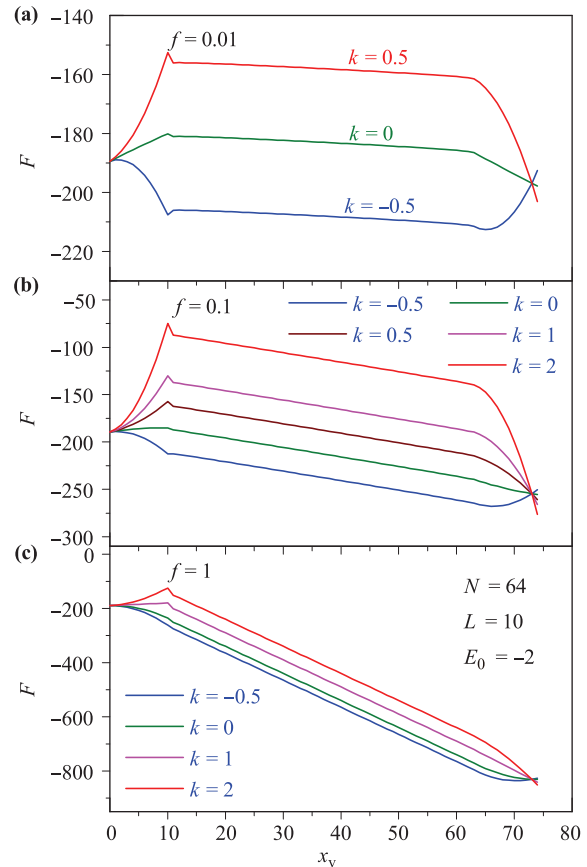 (a)
−140
−160
−180
−200
−220
F
f = 0.01
k = 0.5
k = 0
k = −0.5
(b)
−50
−100
−150
−200
−250
−300
F
f = 0.1
k = −0.5
k = 0
k = 0.5
k = 1
k = 2
(c)
0
−200
−400
−600
−800
F
f = 1
N = 64
L = 10
E0 = −2
k = −0.5
k = 0
k = 1
k = 2
0 10 20 30 40 50 60 70 80
xv